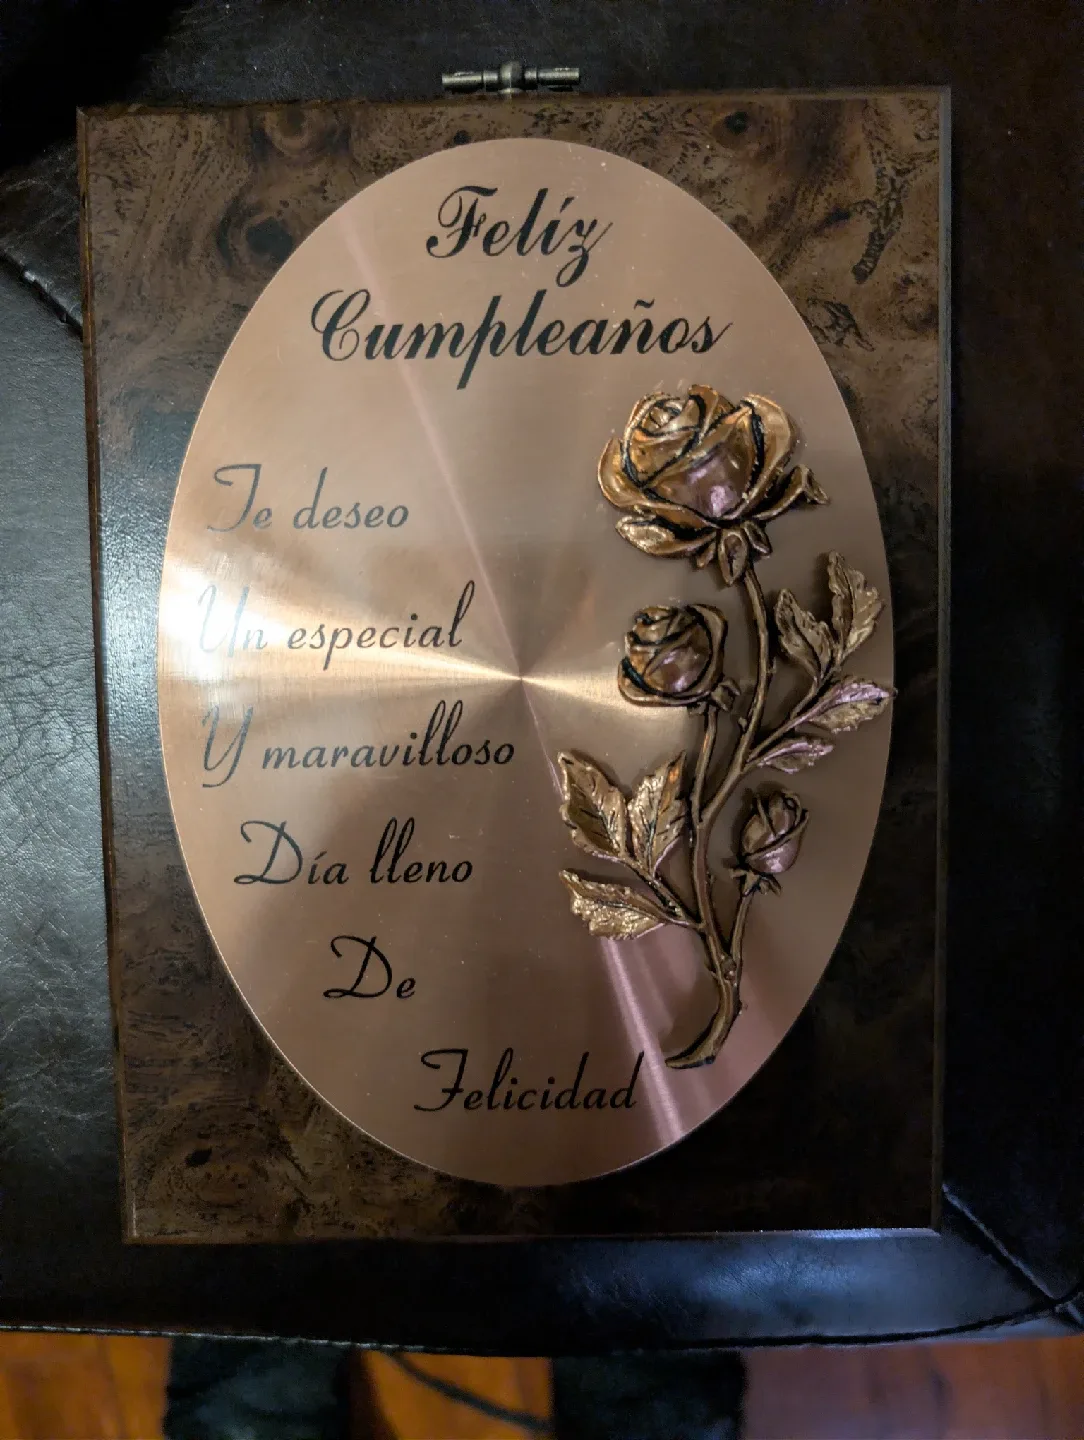 Felíz
Cumpleaños
Te deseo
Un especial
Y maravilloso
Día lleno
De
Felicidad